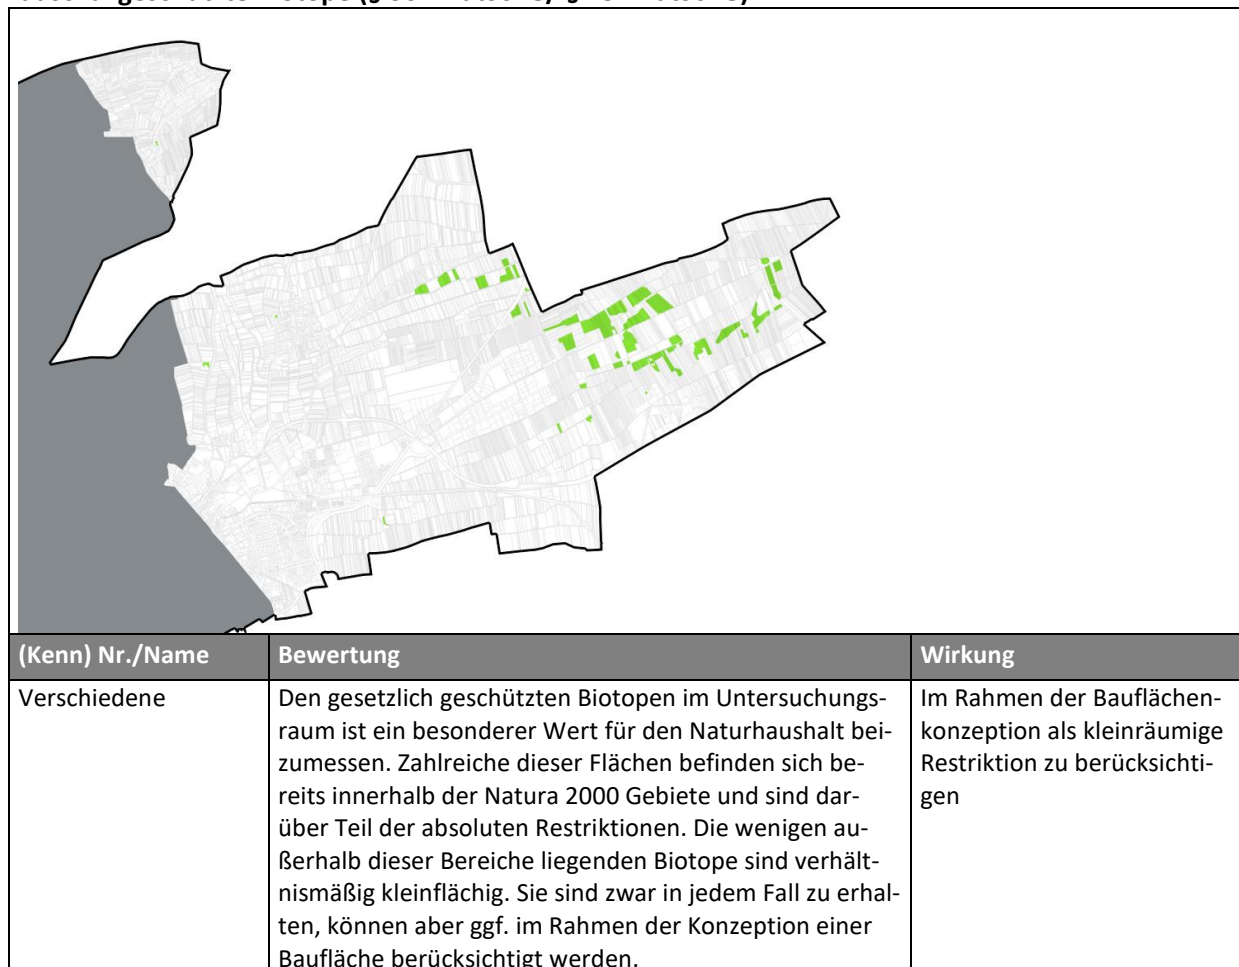 (Kenn) Nr./Name Bewertung Wirkung
Verschiedene
Den gesetzlich geschützten Biotopen im Untersuchungs-
raum ist ein besonderer Wert für den Naturhaushalt bei-
zumessen. Zahlreiche dieser Flächen befinden sich be-
reits innerhalb der Natura 2000 Gebiete und sind dar-
über Teil der absoluten Restriktionen. Die wenigen au-
ßerhalb dieser Bereiche liegenden Biotope sind verhält-
nismäßig kleinflächig. Sie sind zwar in jedem Fall zu erhal-
ten, können aber ggf. im Rahmen der Konzeption einer
Baufläche berücksichtigt werden.
Im Rahmen der Bauflächen-
konzeption als kleinräumige
Restriktion zu berücksichti-
gen